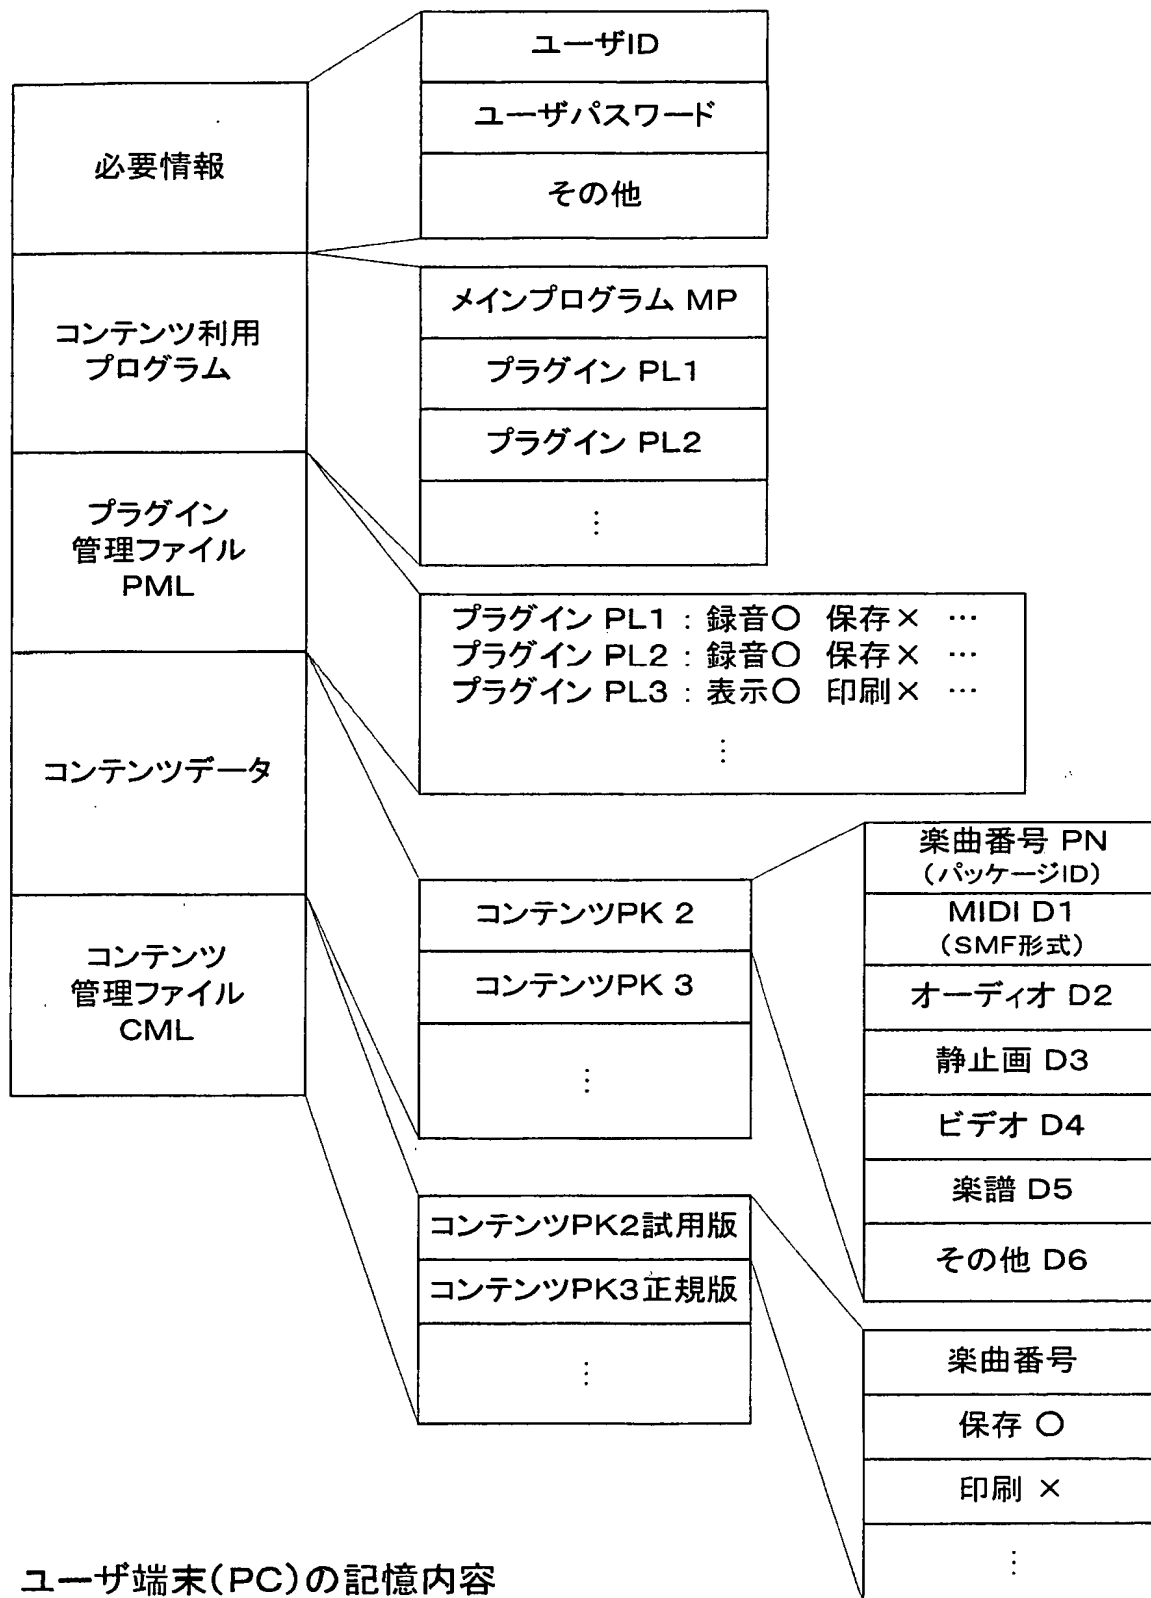 必要情報
コンテンツ利用
プログラム
プラグイン
管理ファイル
PML
コンテンツデータ
コンテンツ
管理ファイル
CML
ユーザID
ユーザパスワード
その他
メインプログラム MP
プラグイン PL1
プラグイン PL2
⋮
プラグイン PL1 : 録音○ 保存× …
プラグイン PL2 : 録音○ 保存× …
プラグイン PL3 : 表示○ 印刷× …
⋮
コンテンツPK 2
コンテンツPK 3
⋮
コンテンツPK2試用版
コンテンツPK3正規版
⋮
楽曲番号 PN
(パッケージID)
MIDI D1
(SMF形式)
オーディオ D2
静止画 D3
ビデオ D4
楽譜 D5
その他 D6
楽曲番号
保存 ○
印刷 ×
⋮
ユーザ端末(PC)の記憶内容